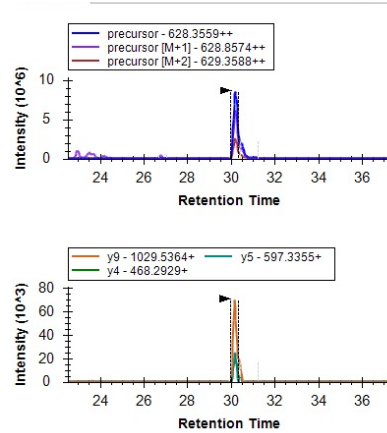 precursor - 628.3559++
precursor [M+1] - 628.8574++
precursor [M+2] - 629.3588++
Intensity (10^6)
10
5
0
24 26 28 30 32 34 36
Retention Time
y9 - 1029.5364+ y5 - 597.3355+
y4 - 468.2929+
Intensity (10^3)
80
60
40
20
0
24 26 28 30 32 34 36
Retention Time